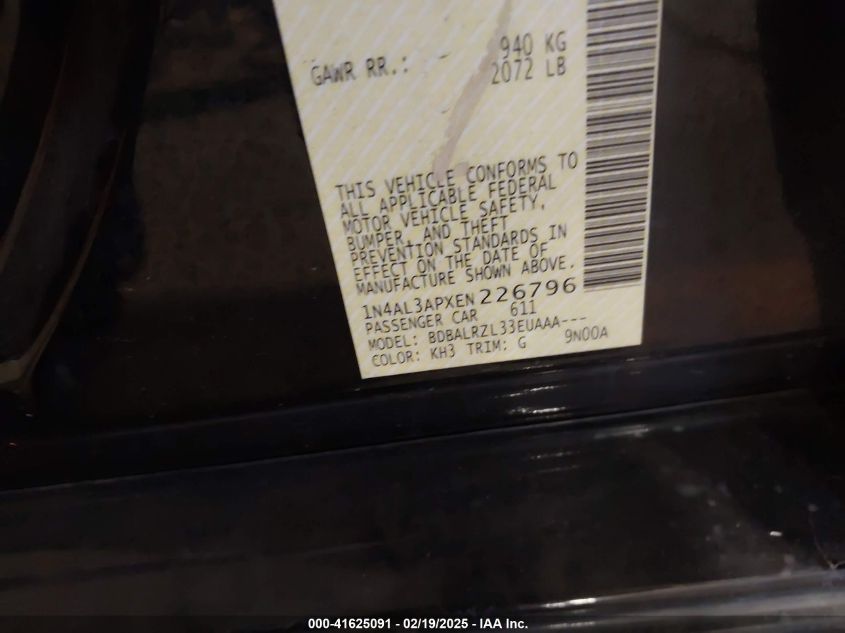 940 KG
GAWR RR.: 2072 LB
THIS VEHICLE CONFORMS TO
ALL APPLICABLE FEDERAL
MOTOR VEHICLE SAFETY,
BUMPER, AND THEFT
PREVENTION STANDARDS IN
EFFECT ON THE DATE OF
MANUFACTURE SHOWN ABOVE.
1N4AL3APXEN226796
PASSENGER CAR 611
MODEL: BDBALRZL33EUAAA---
COLOR: KH3 TRIM: G 9N00A
000-41625091 - 02/19/2025 - IAA Inc.